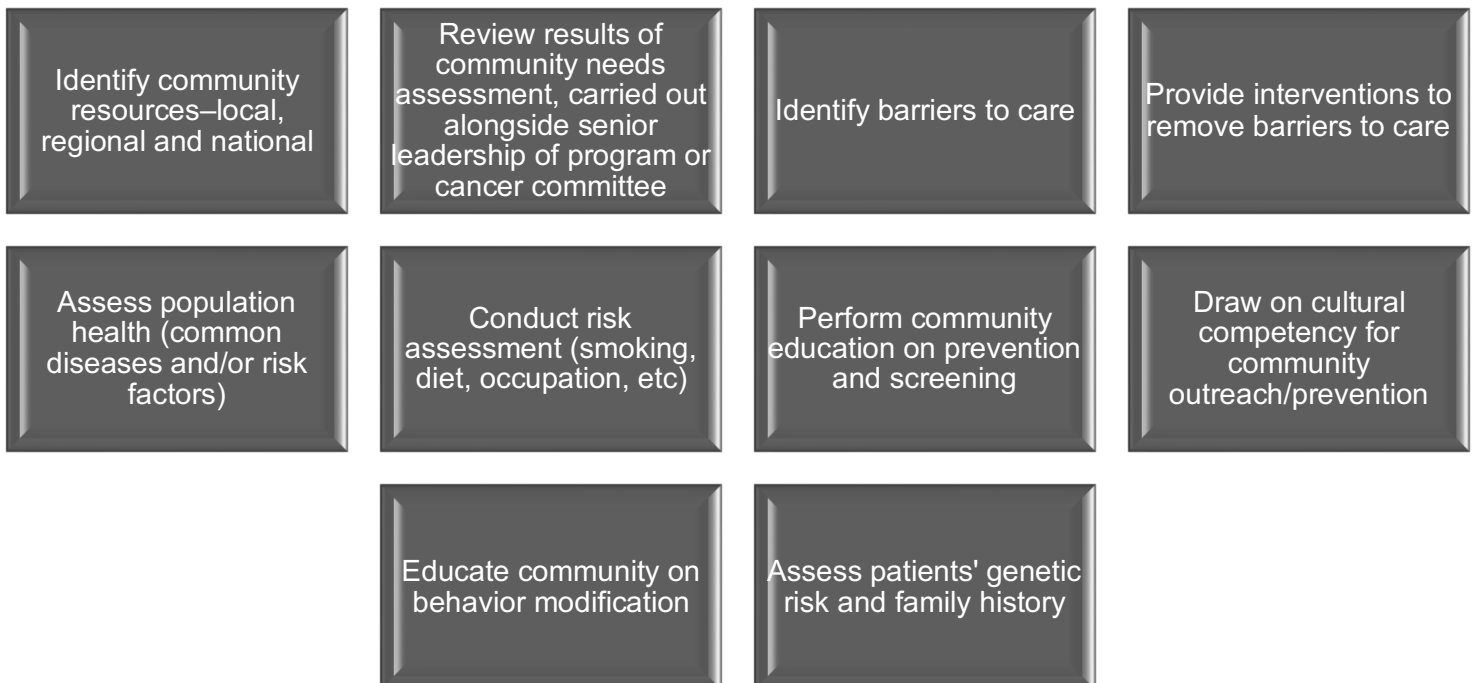 Identify community
resources–local,
regional and national
Review results of
community needs
assessment, carried out
alongside senior
leadership of program or
cancer committee
Identify barriers to care
Provide interventions to
remove barriers to care
Assess population
health (common
diseases and/or risk
factors)
Conduct risk
assessment (smoking,
diet, occupation, etc)
Perform community
education on prevention
and screening
Draw on cultural
competency for
community
outreach/prevention
Educate community on
behavior modification
Assess patients' genetic
risk and family history